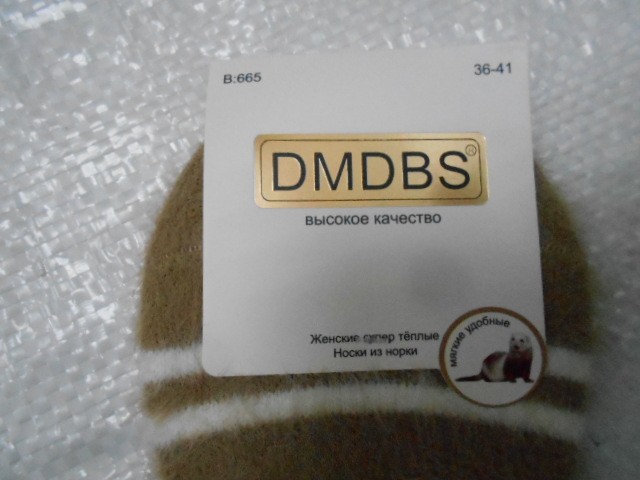 B:665
36-41
DMDBS®
высокое качество
Женские супер тёплые
Носки из норки
мягкие удобные